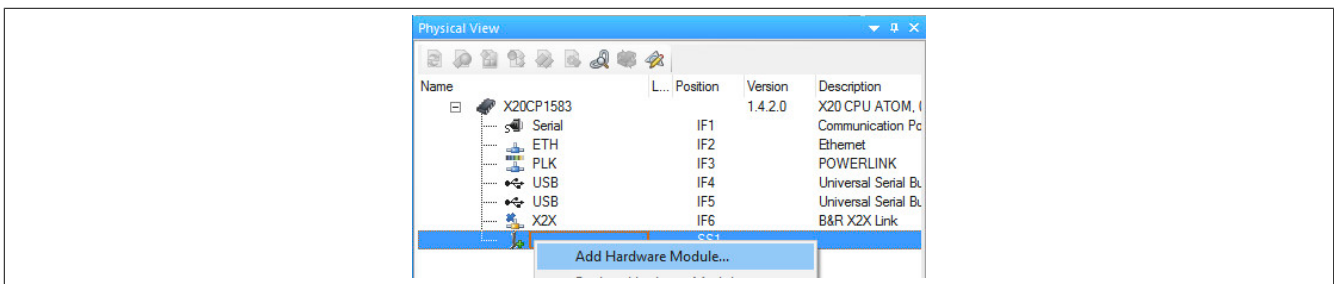 Physical View
Name L... Position Version Description
X20CP1583 1.4.2.0 X20 CPU ATOM, (
Serial IF1 Communication Po
ETH IF2 Ethernet
PLK IF3 POWERLINK
USB IF4 Universal Serial Bu
USB IF5 Universal Serial Bu
X2X IF6 B&R X2X Link
SS1
Add Hardware Module...